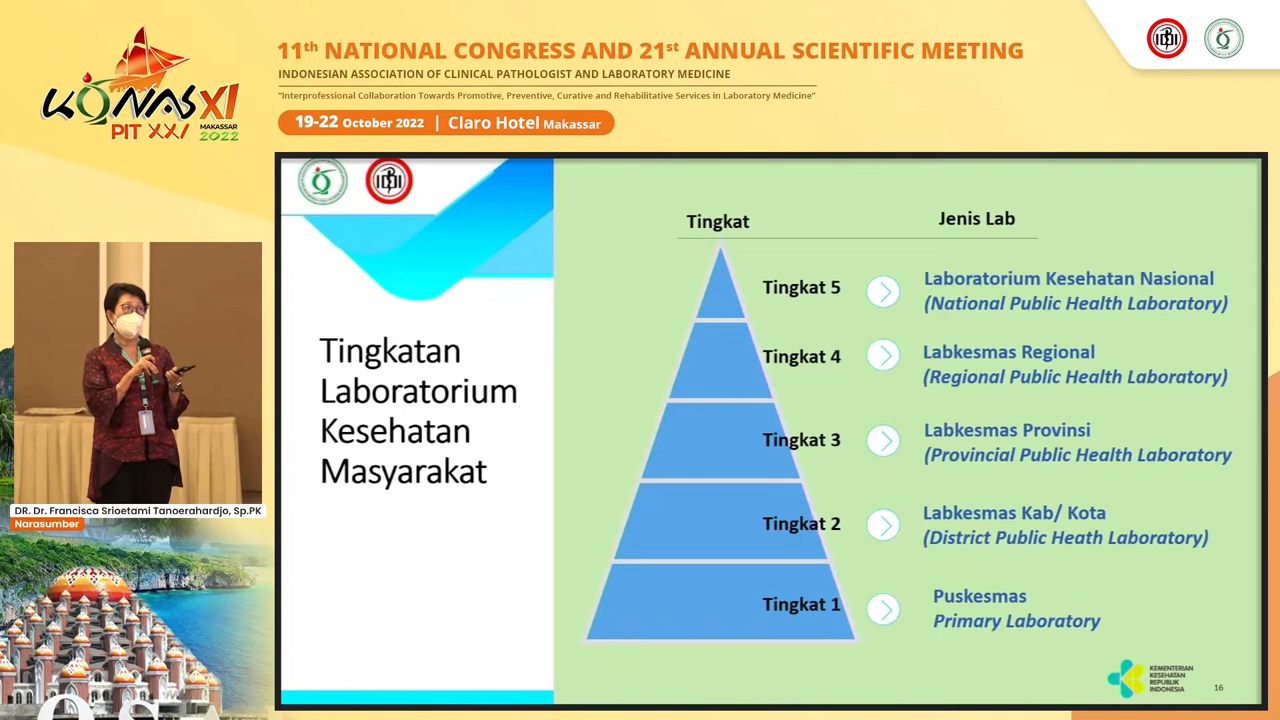 KONAS XI
PIT XXI
MAKASSAR
2022
11th NATIONAL CONGRESS AND 21st ANNUAL SCIENTIFIC MEETING
INDONESIAN ASSOCIATION OF CLINICAL PATHOLOGIST AND LABORATORY MEDICINE
"Interprofessional Collaboration Towards Promotive, Preventive, Curative and Rehabilitative Services in Laboratory Medicine"
19-22 October 2022 | Claro Hotel Makassar
Tingkatan
Laboratorium
Kesehatan
Masyarakat
Tingkat Jenis Lab
Tingkat 5 Laboratorium Kesehatan Nasional
(National Public Health Laboratory)
Tingkat 4 Labkesmas Regional
(Regional Public Health Laboratory)
Tingkat 3 Labkesmas Provinsi
(Provincial Public Health Laboratory
Tingkat 2 Labkesmas Kab/ Kota
(District Public Heath Laboratory)
Tingkat 1 Puskesmas
Primary Laboratory
KEMENTERIAN
KESEHATAN
REPUBLIK
INDONESIA
16
DR. Dr. Francisca Srioetami Tanoerahardjo, Sp.PK
Narasumber